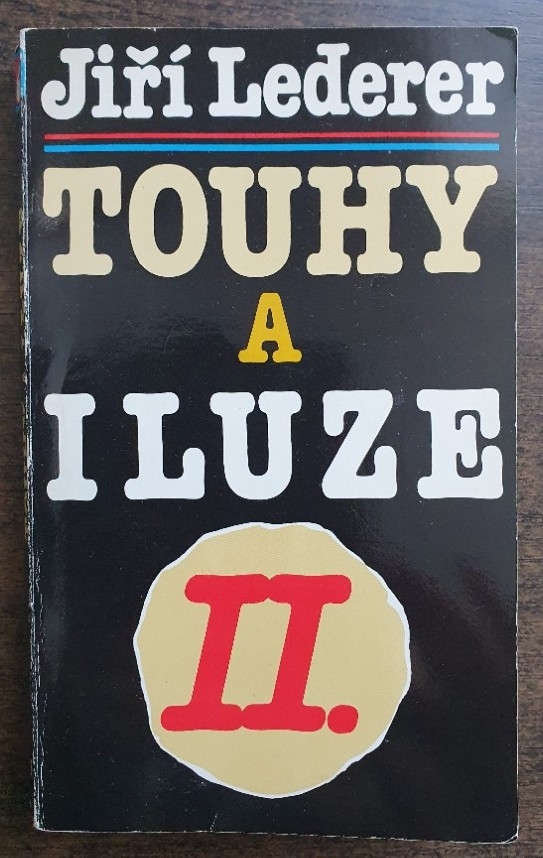 Jiří Lederer
TOUHY
A
ILUZE
II.